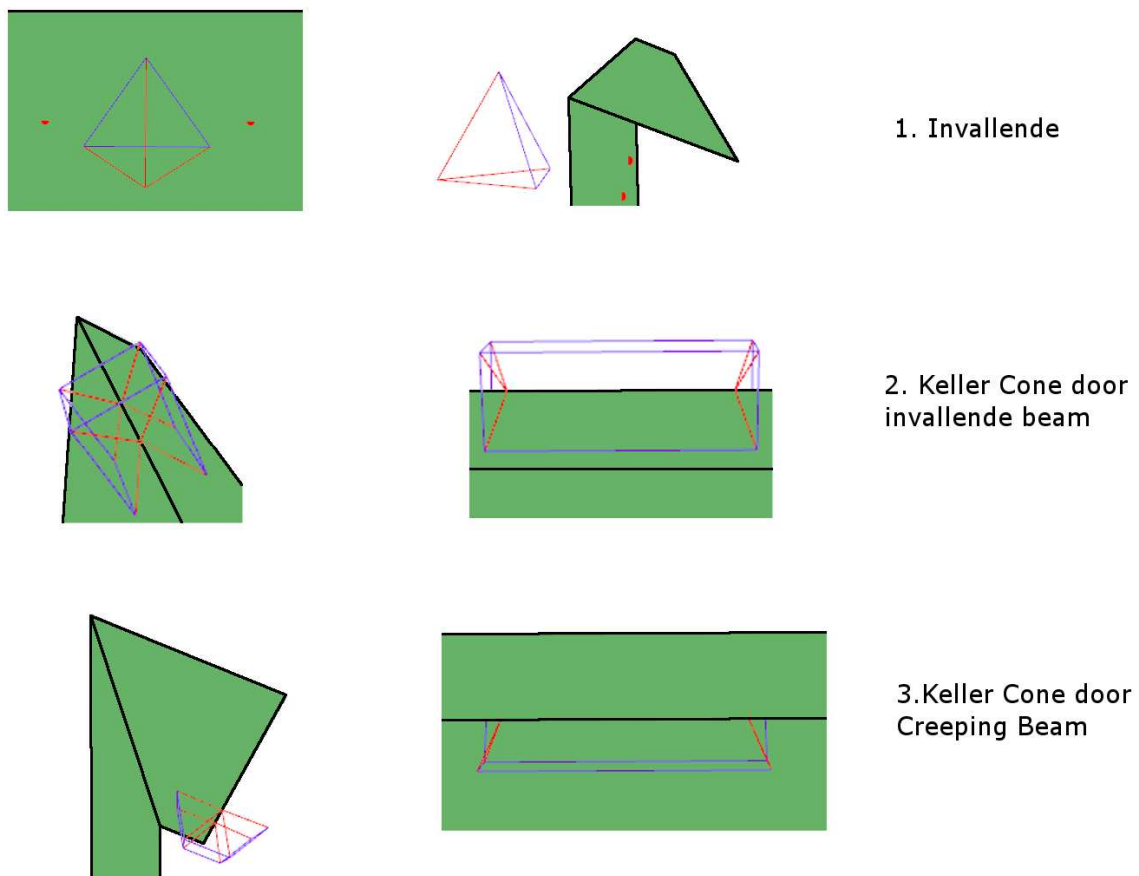 1. Invallende
2. Keller Cone door
invallende beam
3.Keller Cone door
Creeping Beam